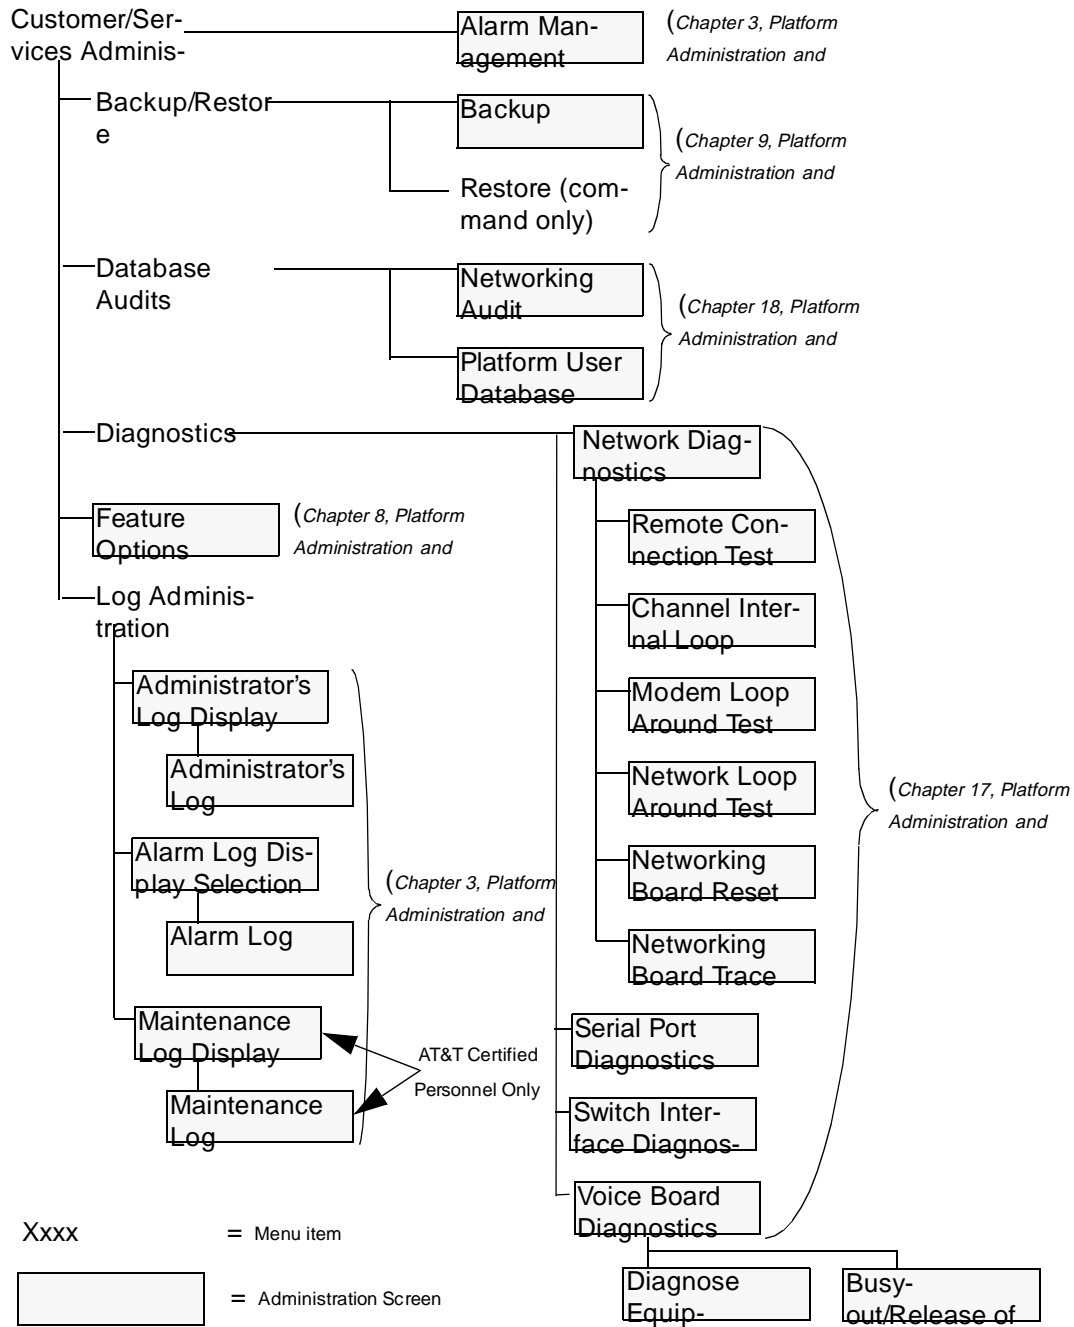 Customer/Ser-
vices Adminis-
Alarm Man-
agement
(Chapter 3, Platform
Administration and
Backup/Restor
e
Backup
Restore (com-
mand only)
(Chapter 9, Platform
Administration and
Database
Audits
Networking
Audit
Platform User
Database
(Chapter 18, Platform
Administration and
Diagnostics
Network Diag-
nostics
Remote Con-
nection Test
Channel Inter-
nal Loop
Modem Loop
Around Test
Network Loop
Around Test
Networking
Board Reset
Networking
Board Trace
(Chapter 17, Platform
Administration and
Serial Port
Diagnostics
Switch Inter-
face Diagnos-
Voice Board
Diagnostics
Diagnose
Equip-
Busy-
out/Release of
Feature
Options
(Chapter 8, Platform
Administration and
Log Adminis-
tration
Administrator's
Log Display
Administrator's
Log
Alarm Log Dis-
play Selection
Alarm Log
(Chapter 3, Platform
Administration and
Maintenance
Log Display
Maintenance
Log
AT&T Certified
Personnel Only
Xxxx = Menu item
= Administration Screen